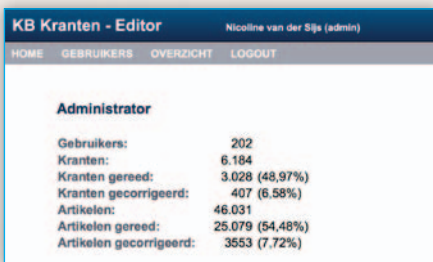 KB Kranten - Editor Nicoline van der Sijs (admin)
HOME GEBRUIKERS OVERZICHT LOGOUT
Administrator
Gebruikers: 202
Kranten: 6.184
Kranten gereed: 3.028 (48,97%)
Kranten gecorrigeerd: 407 (6.58%)
Artikelen: 46.031
Artikelen gereed: 25.079 (54,48%)
Artikelen gecorrigeerd: 3553 (7,72%)